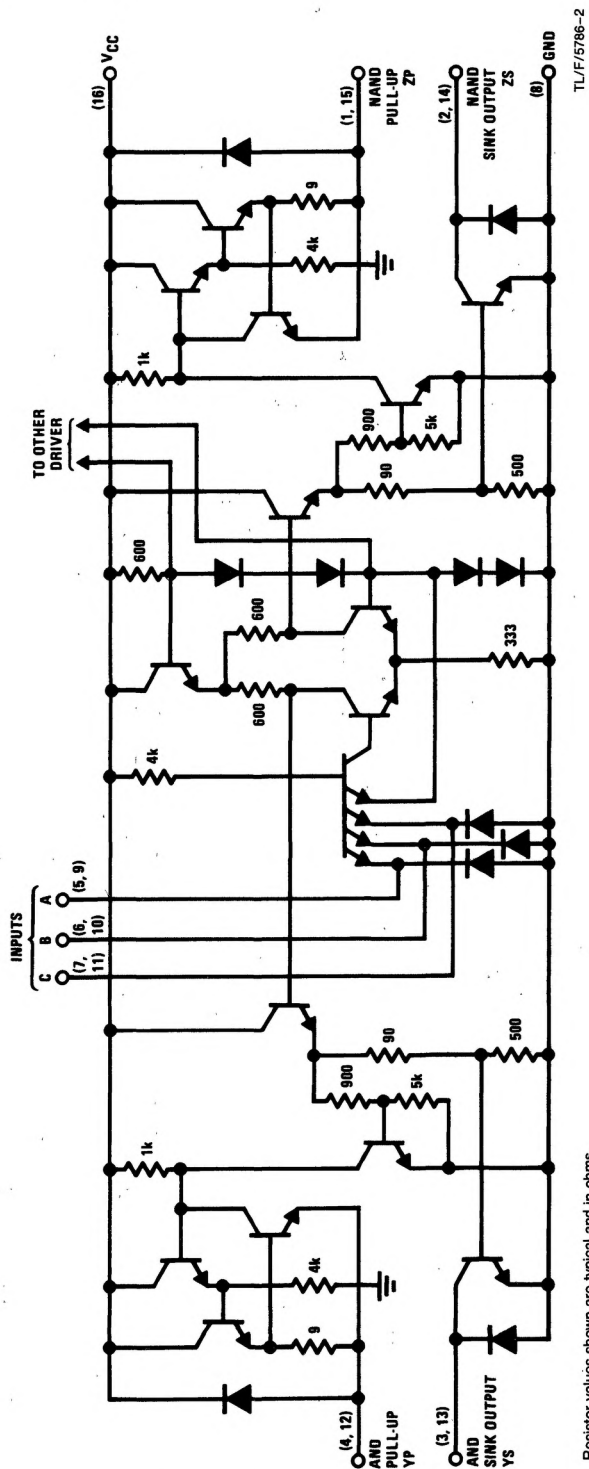 INPUTS
C
B
A
(7, 11)
(6, 10)
(5, 9)
TO OTHER
DRIVER
(16)
VCC
1k
4k
600
1k
9
4k
4k
9
600
600
(4, 12)
AND
PULL-UP
YP
(1, 15)
NAND
PULL-UP
ZP
900
5k
90
500
333
900
5k
90
500
(3, 13)
AND
SINK OUTPUT
YS
(2, 14)
NAND
SINK OUTPUT
ZS
(8)
GND
TL/F/5786-2
Resistor values shown are typical and in ohms.